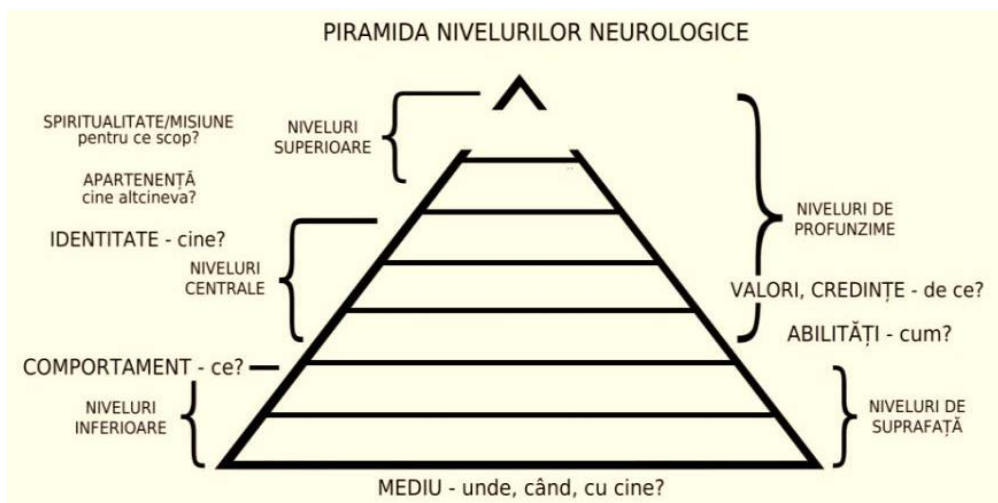 PIRAMIDA NIVELURILOR NEUROLOGICE
SPIRITUALITATE/MISIUNE
pentru ce scop?
NIVELURI
SUPERIOARE
APARTENENȚĂ
cine altcineva?
IDENTITATE - cine?
NIVELURI
CENTRALE
NIVELURI DE
PROFUNZIME
VALORI, CREDINȚE - de ce?
ABILITĂȚI - cum?
COMPORTAMENT - ce?
NIVELURI
INFERIOARE
NIVELURI DE
SUPRAFAȚĂ
MEDIU - unde, când, cu cine?